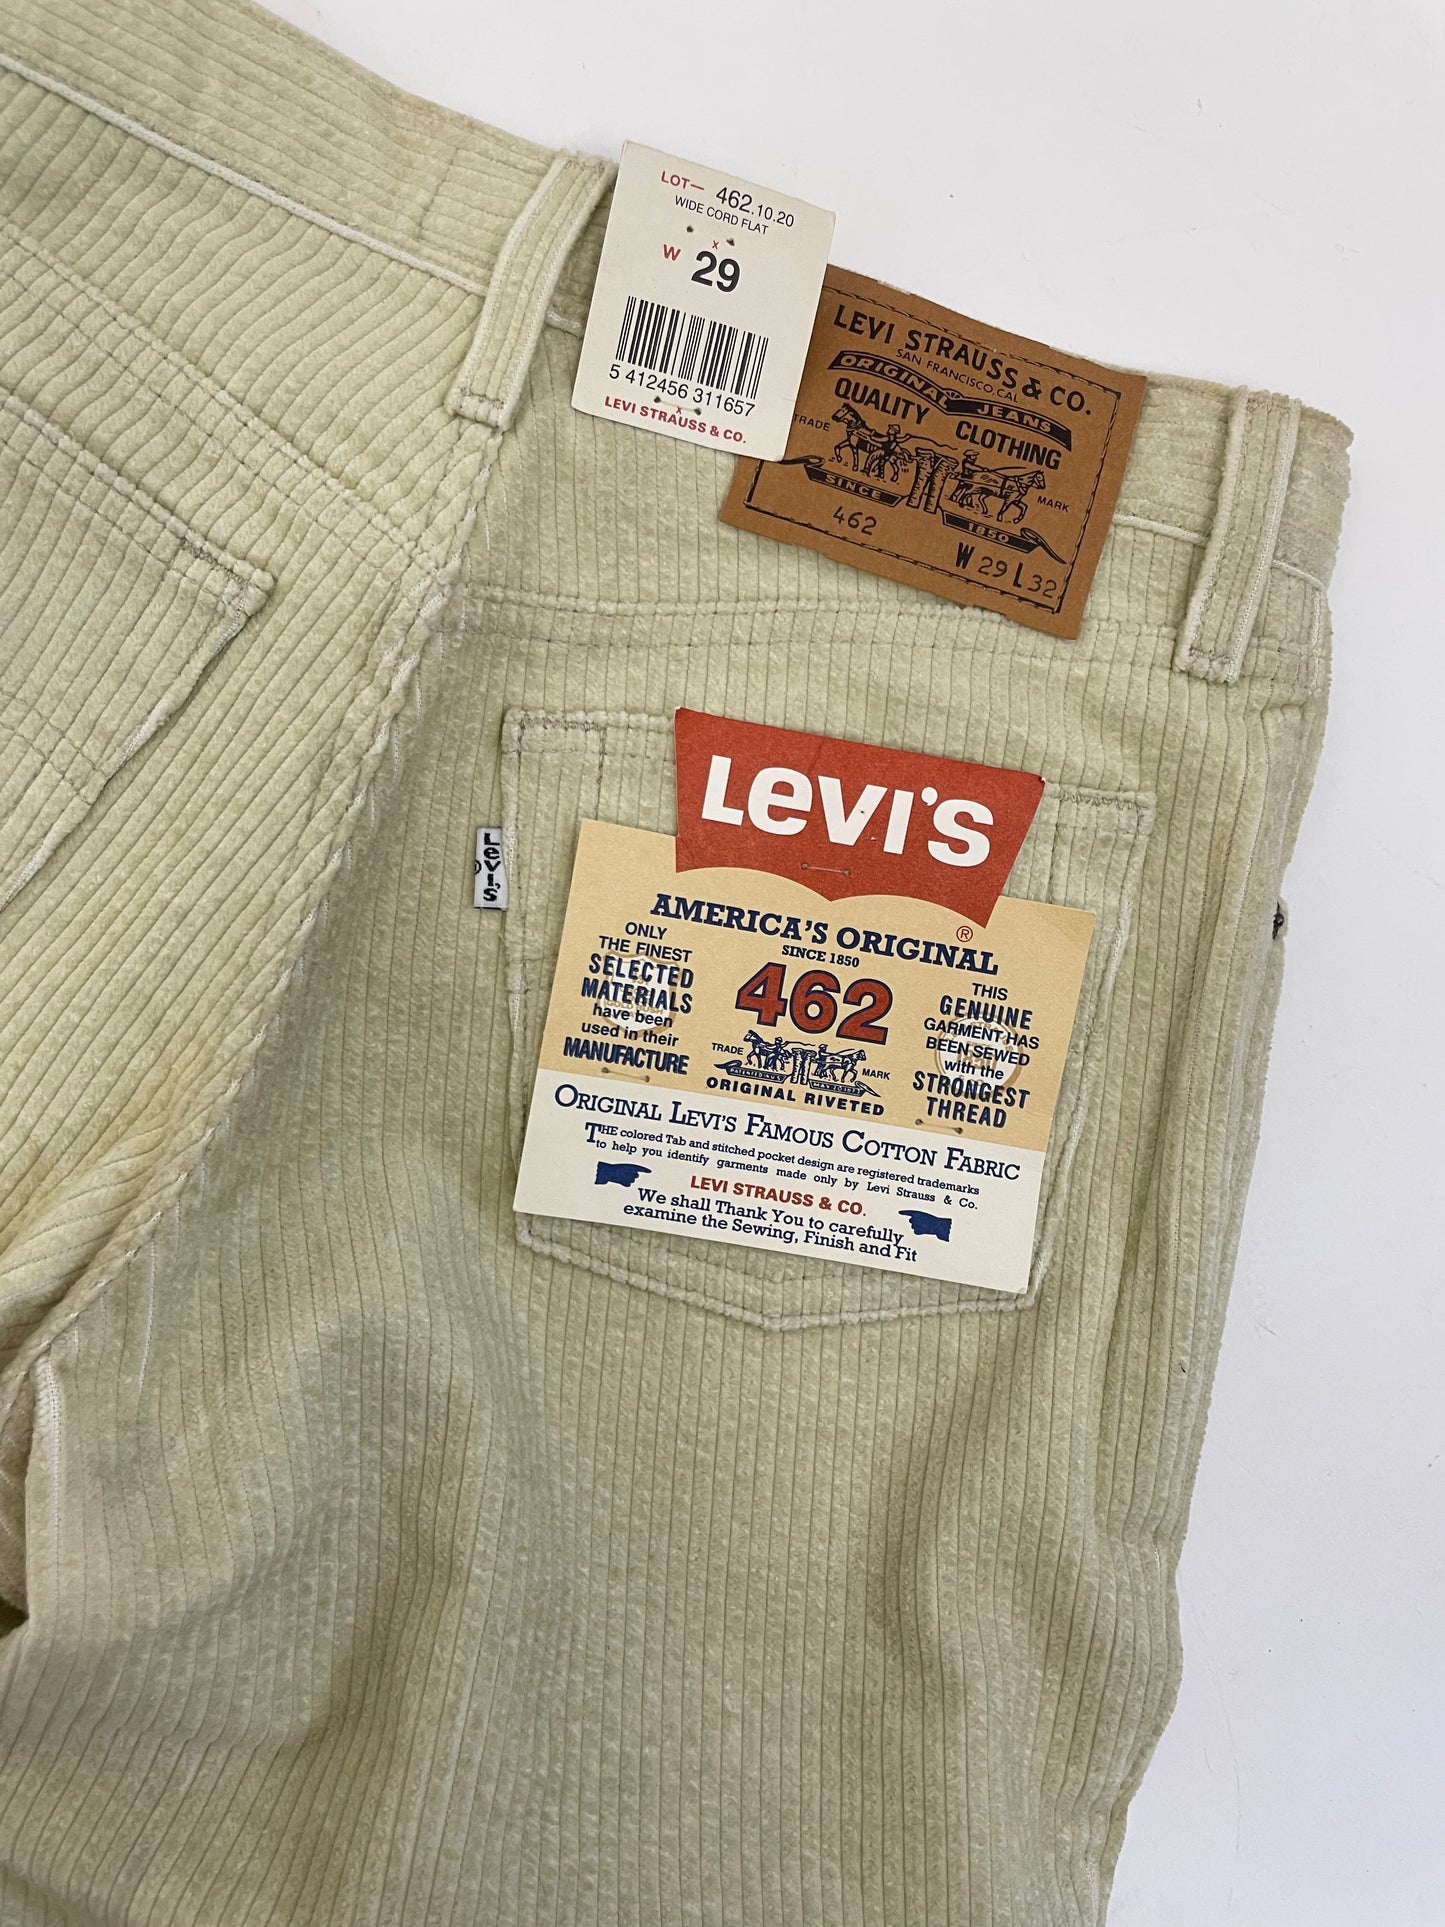 LOT— 462.10.20
WIDE CORD FLAT
x
W 29
5 412456 311657
x
LEVI STRAUSS & CO.
LEVI STRAUSS & CO.
SAN FRANCISCO, CAL.
ORIGINAL JEANS
QUALITY CLOTHING
TRADE MARK
SINCE 1850
462
W 29 L 32
Levi's
LEVI'S
®
AMERICA'S ORIGINAL
SINCE 1850
462
ONLY
THE FINEST
SELECTED
MATERIALS
have been
used in their
MANUFACTURE
TRADE MARK
ORIGINAL RIVETED
THIS
GENUINE
GARMENT HAS
BEEN SEWED
with the
STRONGEST
THREAD
ORIGINAL LEVI'S FAMOUS COTTON FABRIC
THE colored Tab and stitched pocket design are registered trademarks
to help you identify garments made only by Levi Strauss & Co.
LEVI STRAUSS & CO.
We shall Thank You to carefully
examine the Sewing, Finish and Fit